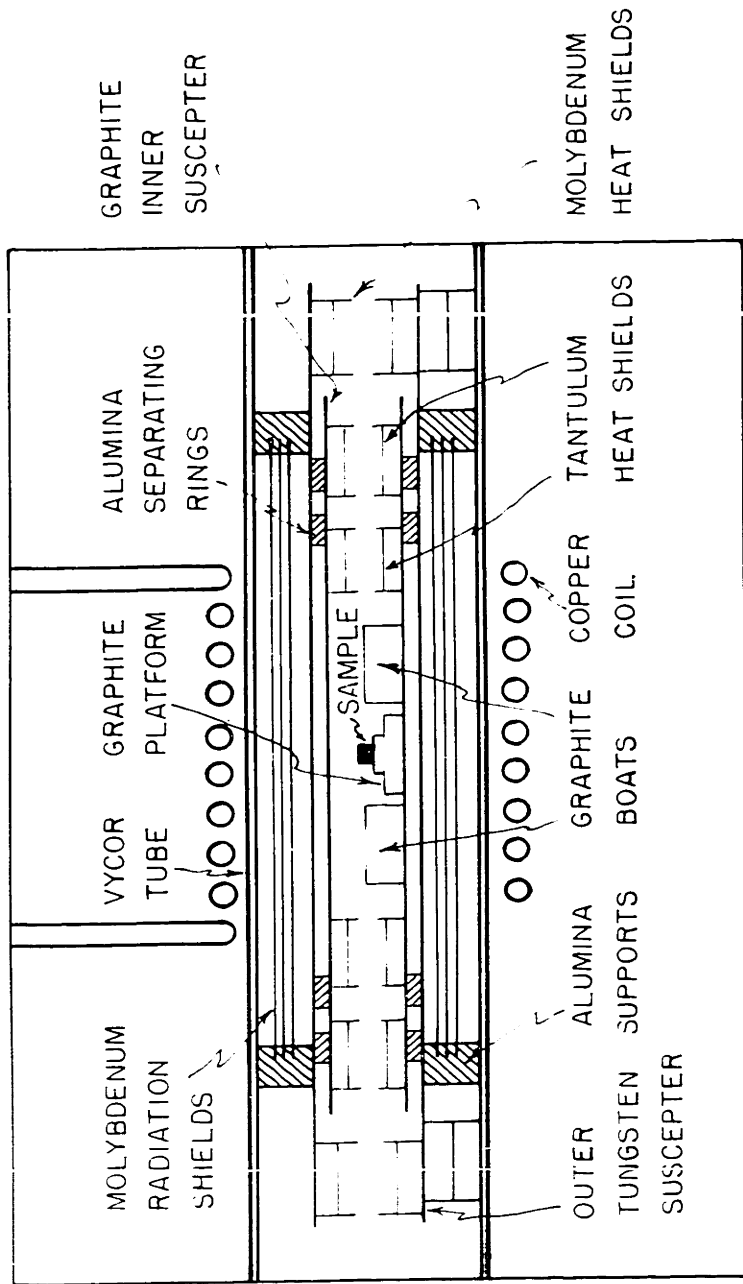 MOLYBDENUM
RADIATION
SHIELDS
VYCOR
TUBE
GRAPHITE
PLATFORM
ALUMINA
SEPARATING
RINGS
GRAPHITE
INNER
SUSCEPTER
SAMPLE
OUTER
TUNGSTEN
SUSCEPTER
ALUMINA
SUPPORTS
GRAPHITE
BOATS
COPPER
COIL
TANTULUM
HEAT SHIELDS
MOLYBDENUM
HEAT SHIELDS